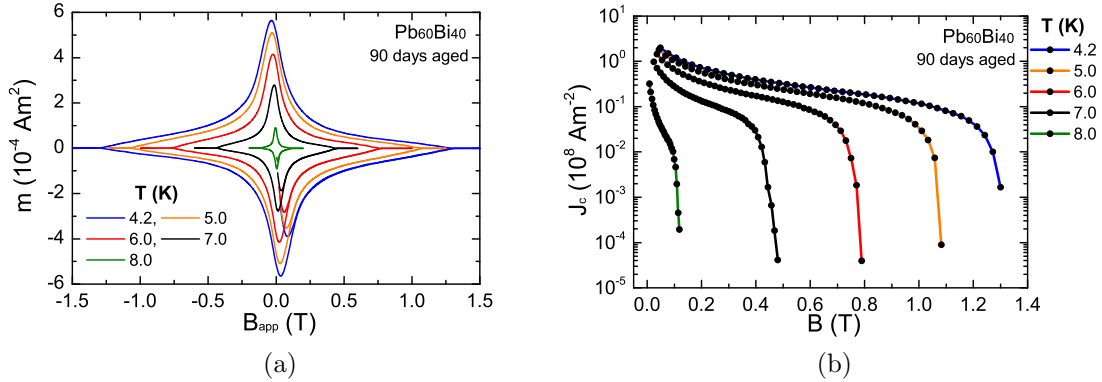 Pb₆₀Bi₄₀
90 days aged
6
4
2
0
-2
-4
-6
m (10⁻⁴ Am²)
T (K)
4.2, 5.0
6.0, 7.0
8.0
-1.5 -1.0 -0.5 0.0 0.5 1.0 1.5
Bapp (T)
(a)
Pb₆₀Bi₄₀
90 days aged
T (K)
4.2
5.0
6.0
7.0
8.0
10¹
10⁰
10⁻¹
10⁻²
10⁻³
10⁻⁴
10⁻⁵
Jc (10⁸ Am⁻²)
0.0 0.2 0.4 0.6 0.8 1.0 1.2 1.4
B (T)
(b)